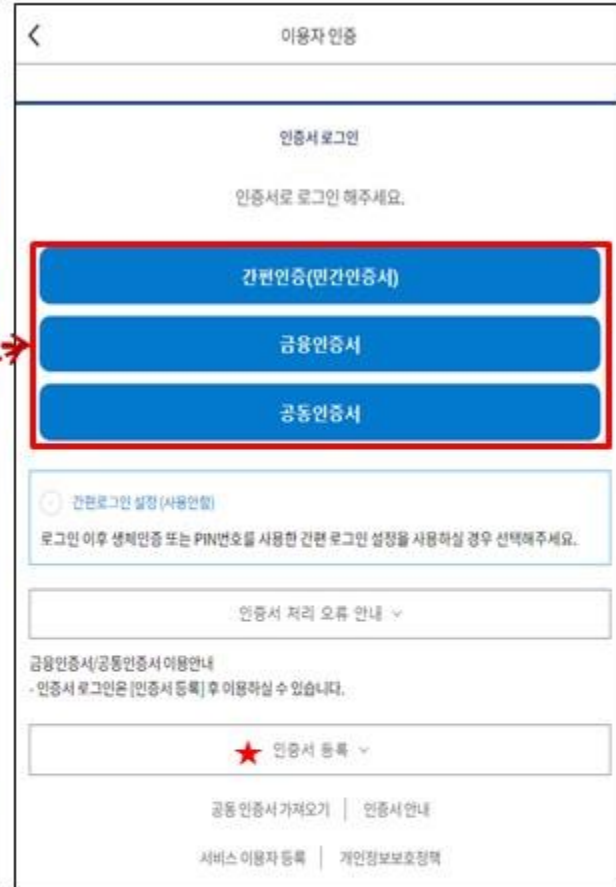 이용자 인증
인증서 로그인
인증서로 로그인 해주세요.
간편인증(민간인증서)
금융인증서
공동인증서
간편로그인 설정 (사용안함)
로그인 이후 생체인증 또는 PIN번호를 사용한 간편 로그인 설정을 사용하실 경우 선택해주세요.
인증서 처리 오류 안내
금융인증서/공동인증서 이용안내
- 인증서 로그인은 [인증서 등록] 후 이용하실 수 있습니다.
★ 인증서 등록
공동 인증서 가져오기 | 인증서 안내
서비스 이용자 등록 | 개인정보보호정책